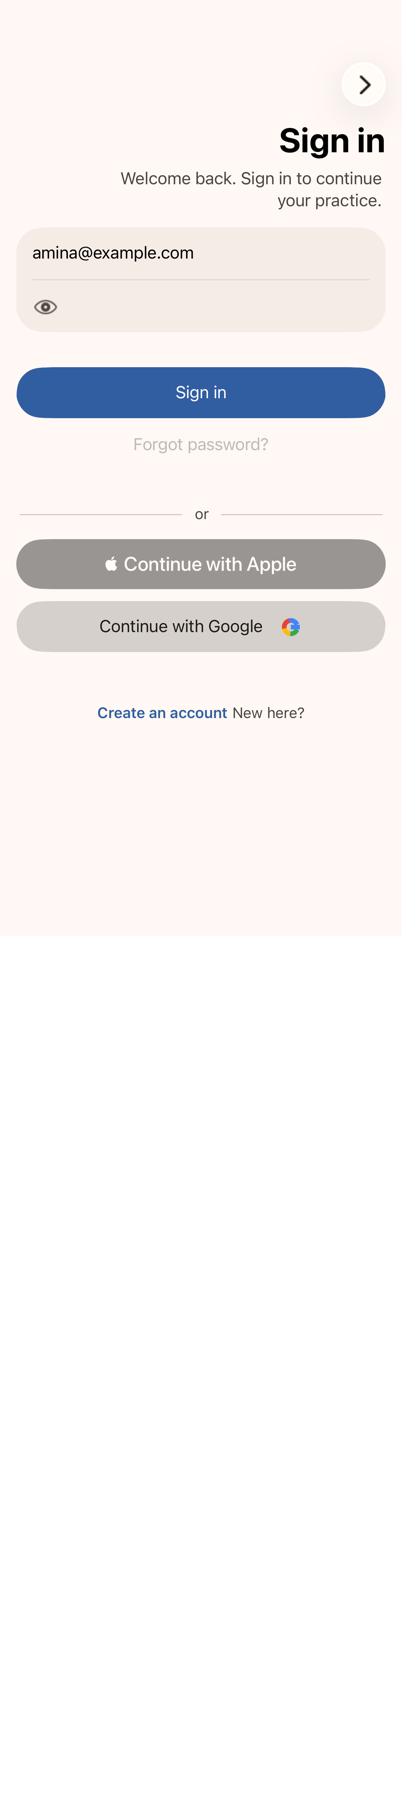 Sign in
Welcome back. Sign in to continue
your practice.
amina@example.com
Sign in
Forgot password?
or
Continue with Apple
Continue with Google
Create an account New here?